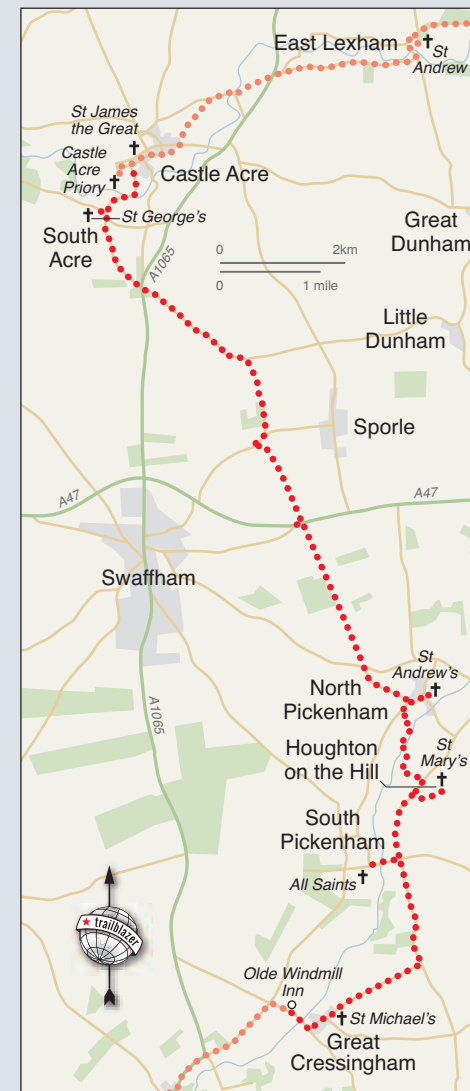 East Lexham
St
Andrew
St James
the Great
Castle
Acre
Priory
Castle Acre
St George's
South
Acre
Great
Dunham
A1065
0 2km
0 1 mile
Little
Dunham
Sporle
A47
A47
Swaffham
St
Andrew's
North
Pickenham
A1065
St
Mary's
Houghton
on the Hill
South
Pickenham
All Saints
trailblazer
Olde Windmill
Inn
St Michael's
Great
Cressingham